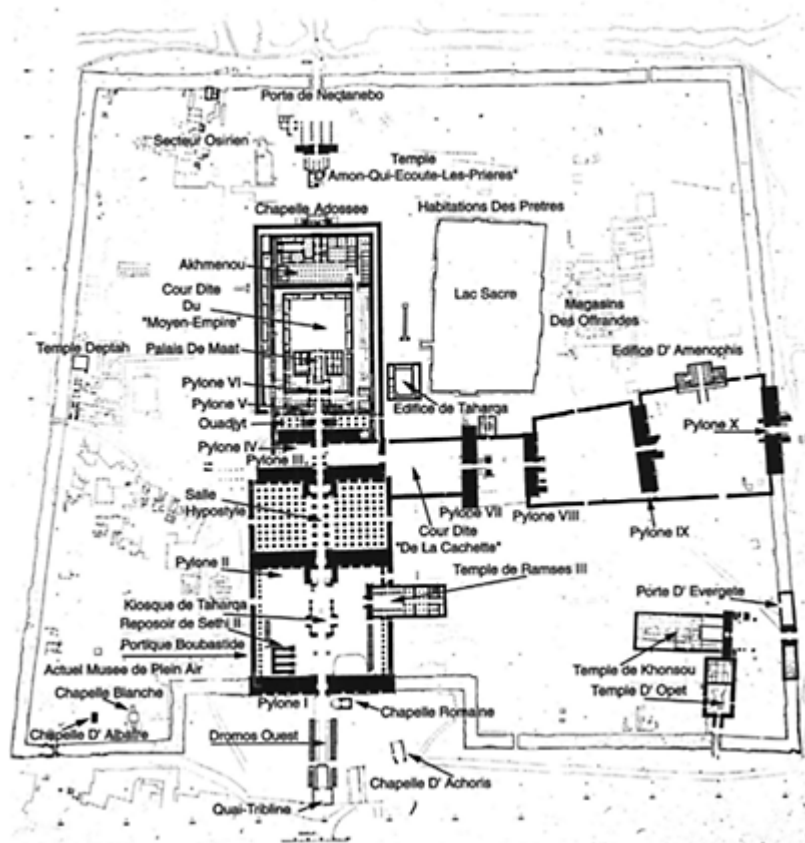 Porte de Nectanebo
Secteur Osirien
Temple
"D'Amon-Qui-Ecoute-Les-Prieres"
Chapelle Adossee
Habitations Des Pretres
Akhmenou
Cour Dite
Du
"Moyen-Empire"
Lac Sacre
Magasins
Des Offrandes
Temple Deptah
Palais De Maat
Edifice D' Amenophis
Pylone VI
Pylone V
Edifice de Taharqa
Ouadjyt
Pylone X
Pylone IV
Pylone III
Salle
Hypostyle
Pylone VII
Pylone VIII
Cour Dite
"De La Cachette"
Pylone IX
Pylone II
Temple de Ramses III
Porte D' Evergete
Kiosque de Taharqa
Reposoir de Sethi II
Portique Boubastide
Temple de Khonsou
Actuel Musee de Plein Air
Temple D' Opet
Chapelle Blanche
Pylone I
Chapelle Romaine
Chapelle D' Albatre
Dromos Ouest
Chapelle D' Achoris
Quai-Tribline